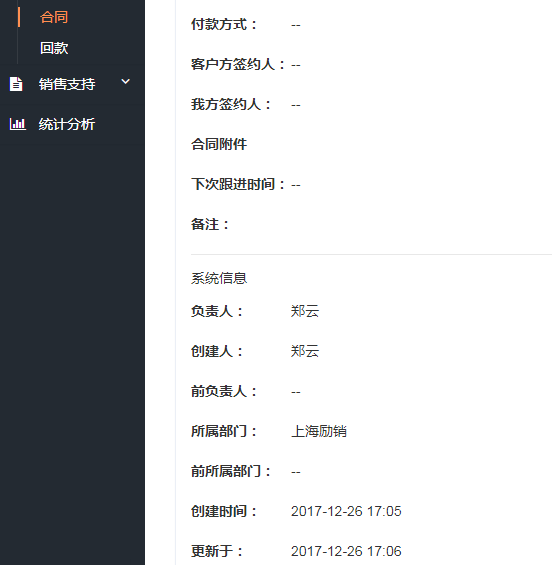 合同
回款
销售支持
统计分析
付款方式： --
客户方签约人： --
我方签约人： --
合同附件
下次跟进时间： --
备注：
系统信息
负责人： 郑云
创建人： 郑云
前负责人： --
所属部门： 上海励销
前所属部门： --
创建时间： 2017-12-26 17:05
更新于： 2017-12-26 17:06